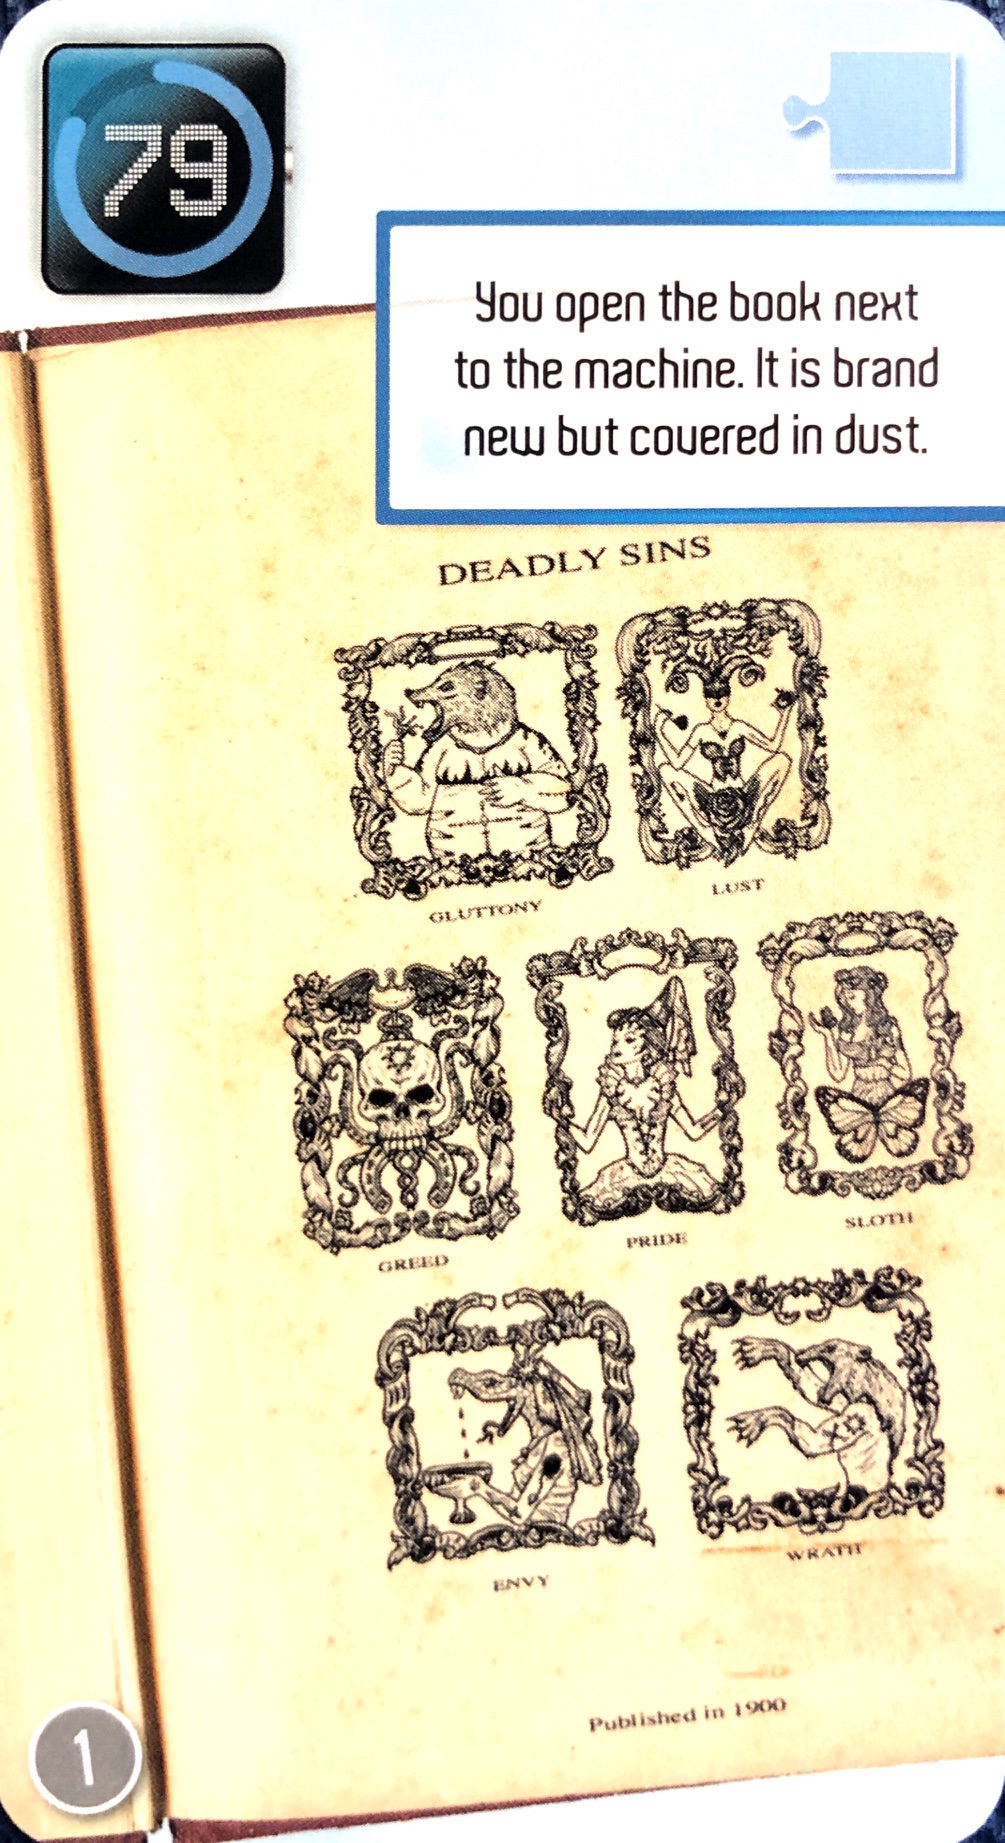 79
You open the book next
to the machine. It is brand
new but covered in dust.
DEADLY SINS
GLUTTONY
LUST
GREED
PRIDE
SLOTH
ENVY
WRATH
Published in 1900
1